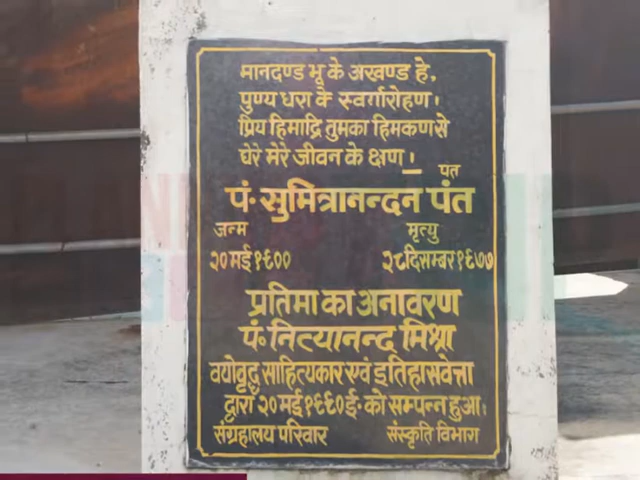 मानदण्ड भू के अखण्ड हे,
पुण्य धरा के स्वर्गारोहण।
प्रिय हिमाद्रि तुमका हिमकण से
घेरे मेरे जीवन के क्षण!
_ पंत
पं॰ सुमित्रानन्दन पंत
जन्म मृत्यु
२० मई १९०० २८ दिसम्बर १९७७
प्रतिमा का अनावरण
पं॰ नित्यानन्द मिश्रा
वयोवृद्ध साहित्यकार एवं इतिहासवेत्ता
द्वारा २० मई १९९० ई॰ को सम्पन्न हुआ।
संग्रहालय परिवार संस्कृति विभाग